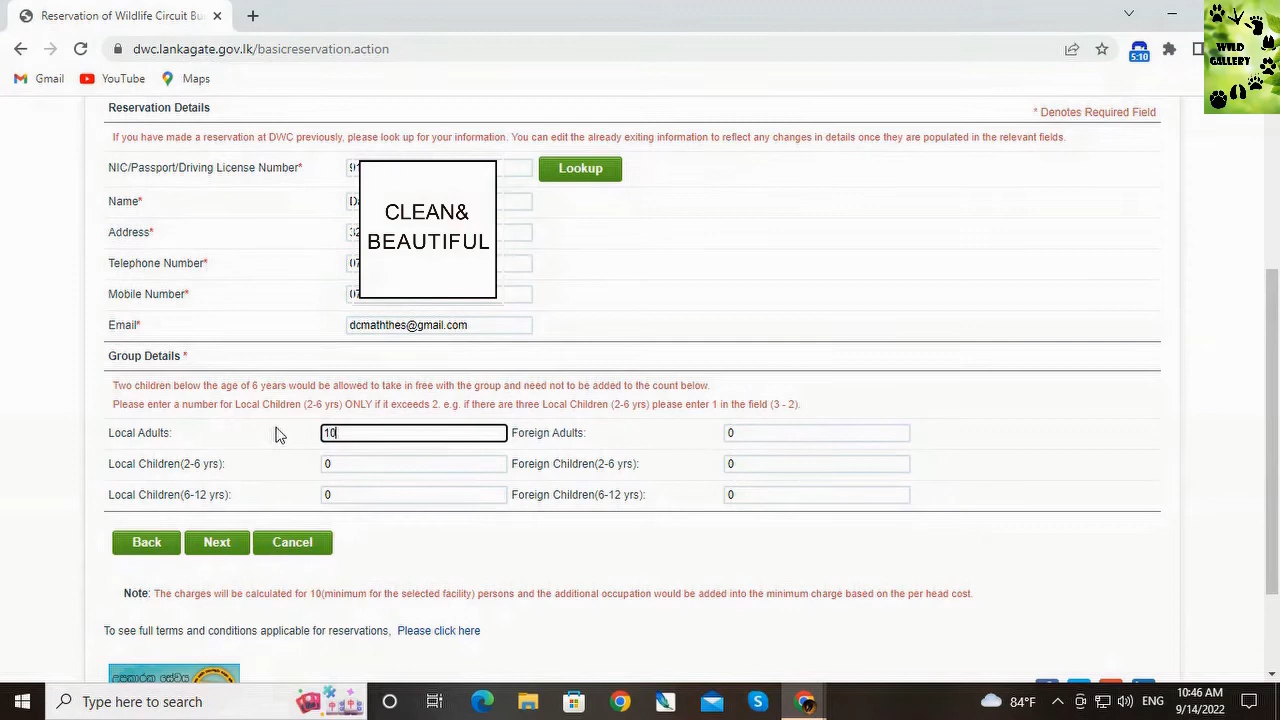 Reservation of Wildlife Circuit Bu
dwc.lankagate.gov.lk/basicreservation.action
5:10
WILD
GALLERY
Gmail YouTube Maps
Reservation Details
* Denotes Required Field
If you have made a reservation at DWC previously, please look up for your information. You can edit the already exiting information to reflect any changes in details once they are populated in the relevant fields.
NIC/Passport/Driving License Number* Lookup
Name*
Address*
Telephone Number*
Mobile Number*
CLEAN&
BEAUTIFUL
Email* dcmaththes@gmail.com
Group Details *
Two children below the age of 6 years would be allowed to take in free with the group and need not to be added to the count below.
Please enter a number for Local Children (2-6 yrs) ONLY if it exceeds 2. e.g. if there are three Local Children (2-6 yrs) please enter 1 in the field (3 - 2).
Local Adults: 10 Foreign Adults: 0
Local Children(2-6 yrs): 0 Foreign Children(2-6 yrs): 0
Local Children(6-12 yrs): 0 Foreign Children(6-12 yrs): 0
Back Next Cancel
Note: The charges will be calculated for 10(minimum for the selected facility) persons and the additional occupation would be added into the minimum charge based on the per head cost.
To see full terms and conditions applicable for reservations, Please click here
Type here to search
84°F
ENG
10:46 AM
9/14/2022